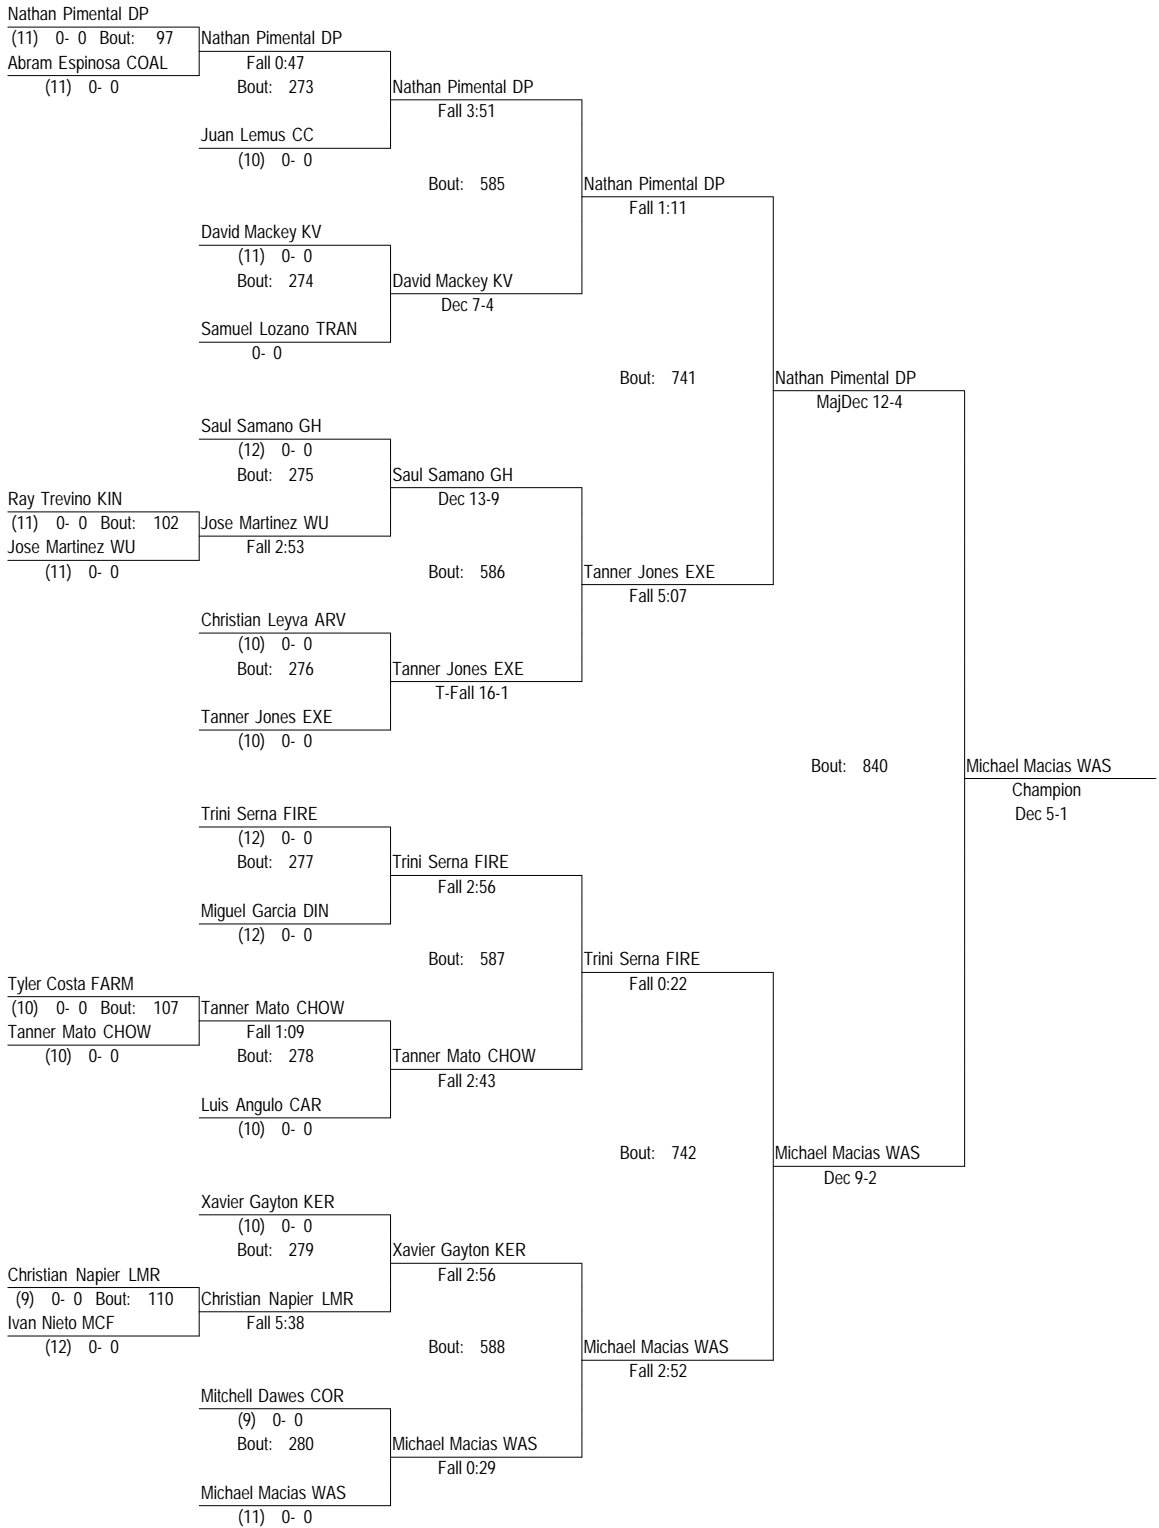 Nathan Pimental DP
(11) 0- 0 Bout: 97 Nathan Pimental DP
Abram Espinosa COAL Fall 0:47
(11) 0- 0 Bout: 273 Nathan Pimental DP
Fall 3:51
Juan Lemus CC
(10) 0- 0
Bout: 585 Nathan Pimental DP
Fall 1:11
David Mackey KV
(11) 0- 0
Bout: 274 David Mackey KV
Dec 7-4
Samuel Lozano TRAN
0- 0
Bout: 741 Nathan Pimental DP
MajDec 12-4
Saul Samano GH
(12) 0- 0
Bout: 275 Saul Samano GH
Ray Trevino KIN Dec 13-9
(11) 0- 0 Bout: 102 Jose Martinez WU
Jose Martinez WU Fall 2:53
(11) 0- 0 Bout: 586 Tanner Jones EXE
Fall 5:07
Christian Leyva ARV
(10) 0- 0
Bout: 276 Tanner Jones EXE
T-Fall 16-1
Tanner Jones EXE
(10) 0- 0
Bout: 840 Michael Macias WAS
Champion
Trini Serna FIRE Dec 5-1
(12) 0- 0
Bout: 277 Trini Serna FIRE
Fall 2:56
Miguel Garcia DIN
(12) 0- 0
Bout: 587 Trini Serna FIRE
Tyler Costa FARM Fall 0:22
(10) 0- 0 Bout: 107 Tanner Mato CHOW
Tanner Mato CHOW Fall 1:09
(10) 0- 0 Bout: 278 Tanner Mato CHOW
Fall 2:43
Luis Angulo CAR
(10) 0- 0
Bout: 742 Michael Macias WAS
Dec 9-2
Xavier Gayton KER
(10) 0- 0
Bout: 279 Xavier Gayton KER
Christian Napier LMR Fall 2:56
(9) 0- 0 Bout: 110 Christian Napier LMR
Ivan Nieto MCF Fall 5:38
(12) 0- 0 Bout: 588 Michael Macias WAS
Fall 2:52
Mitchell Dawes COR
(9) 0- 0
Bout: 280 Michael Macias WAS
Fall 0:29
Michael Macias WAS
(11) 0- 0